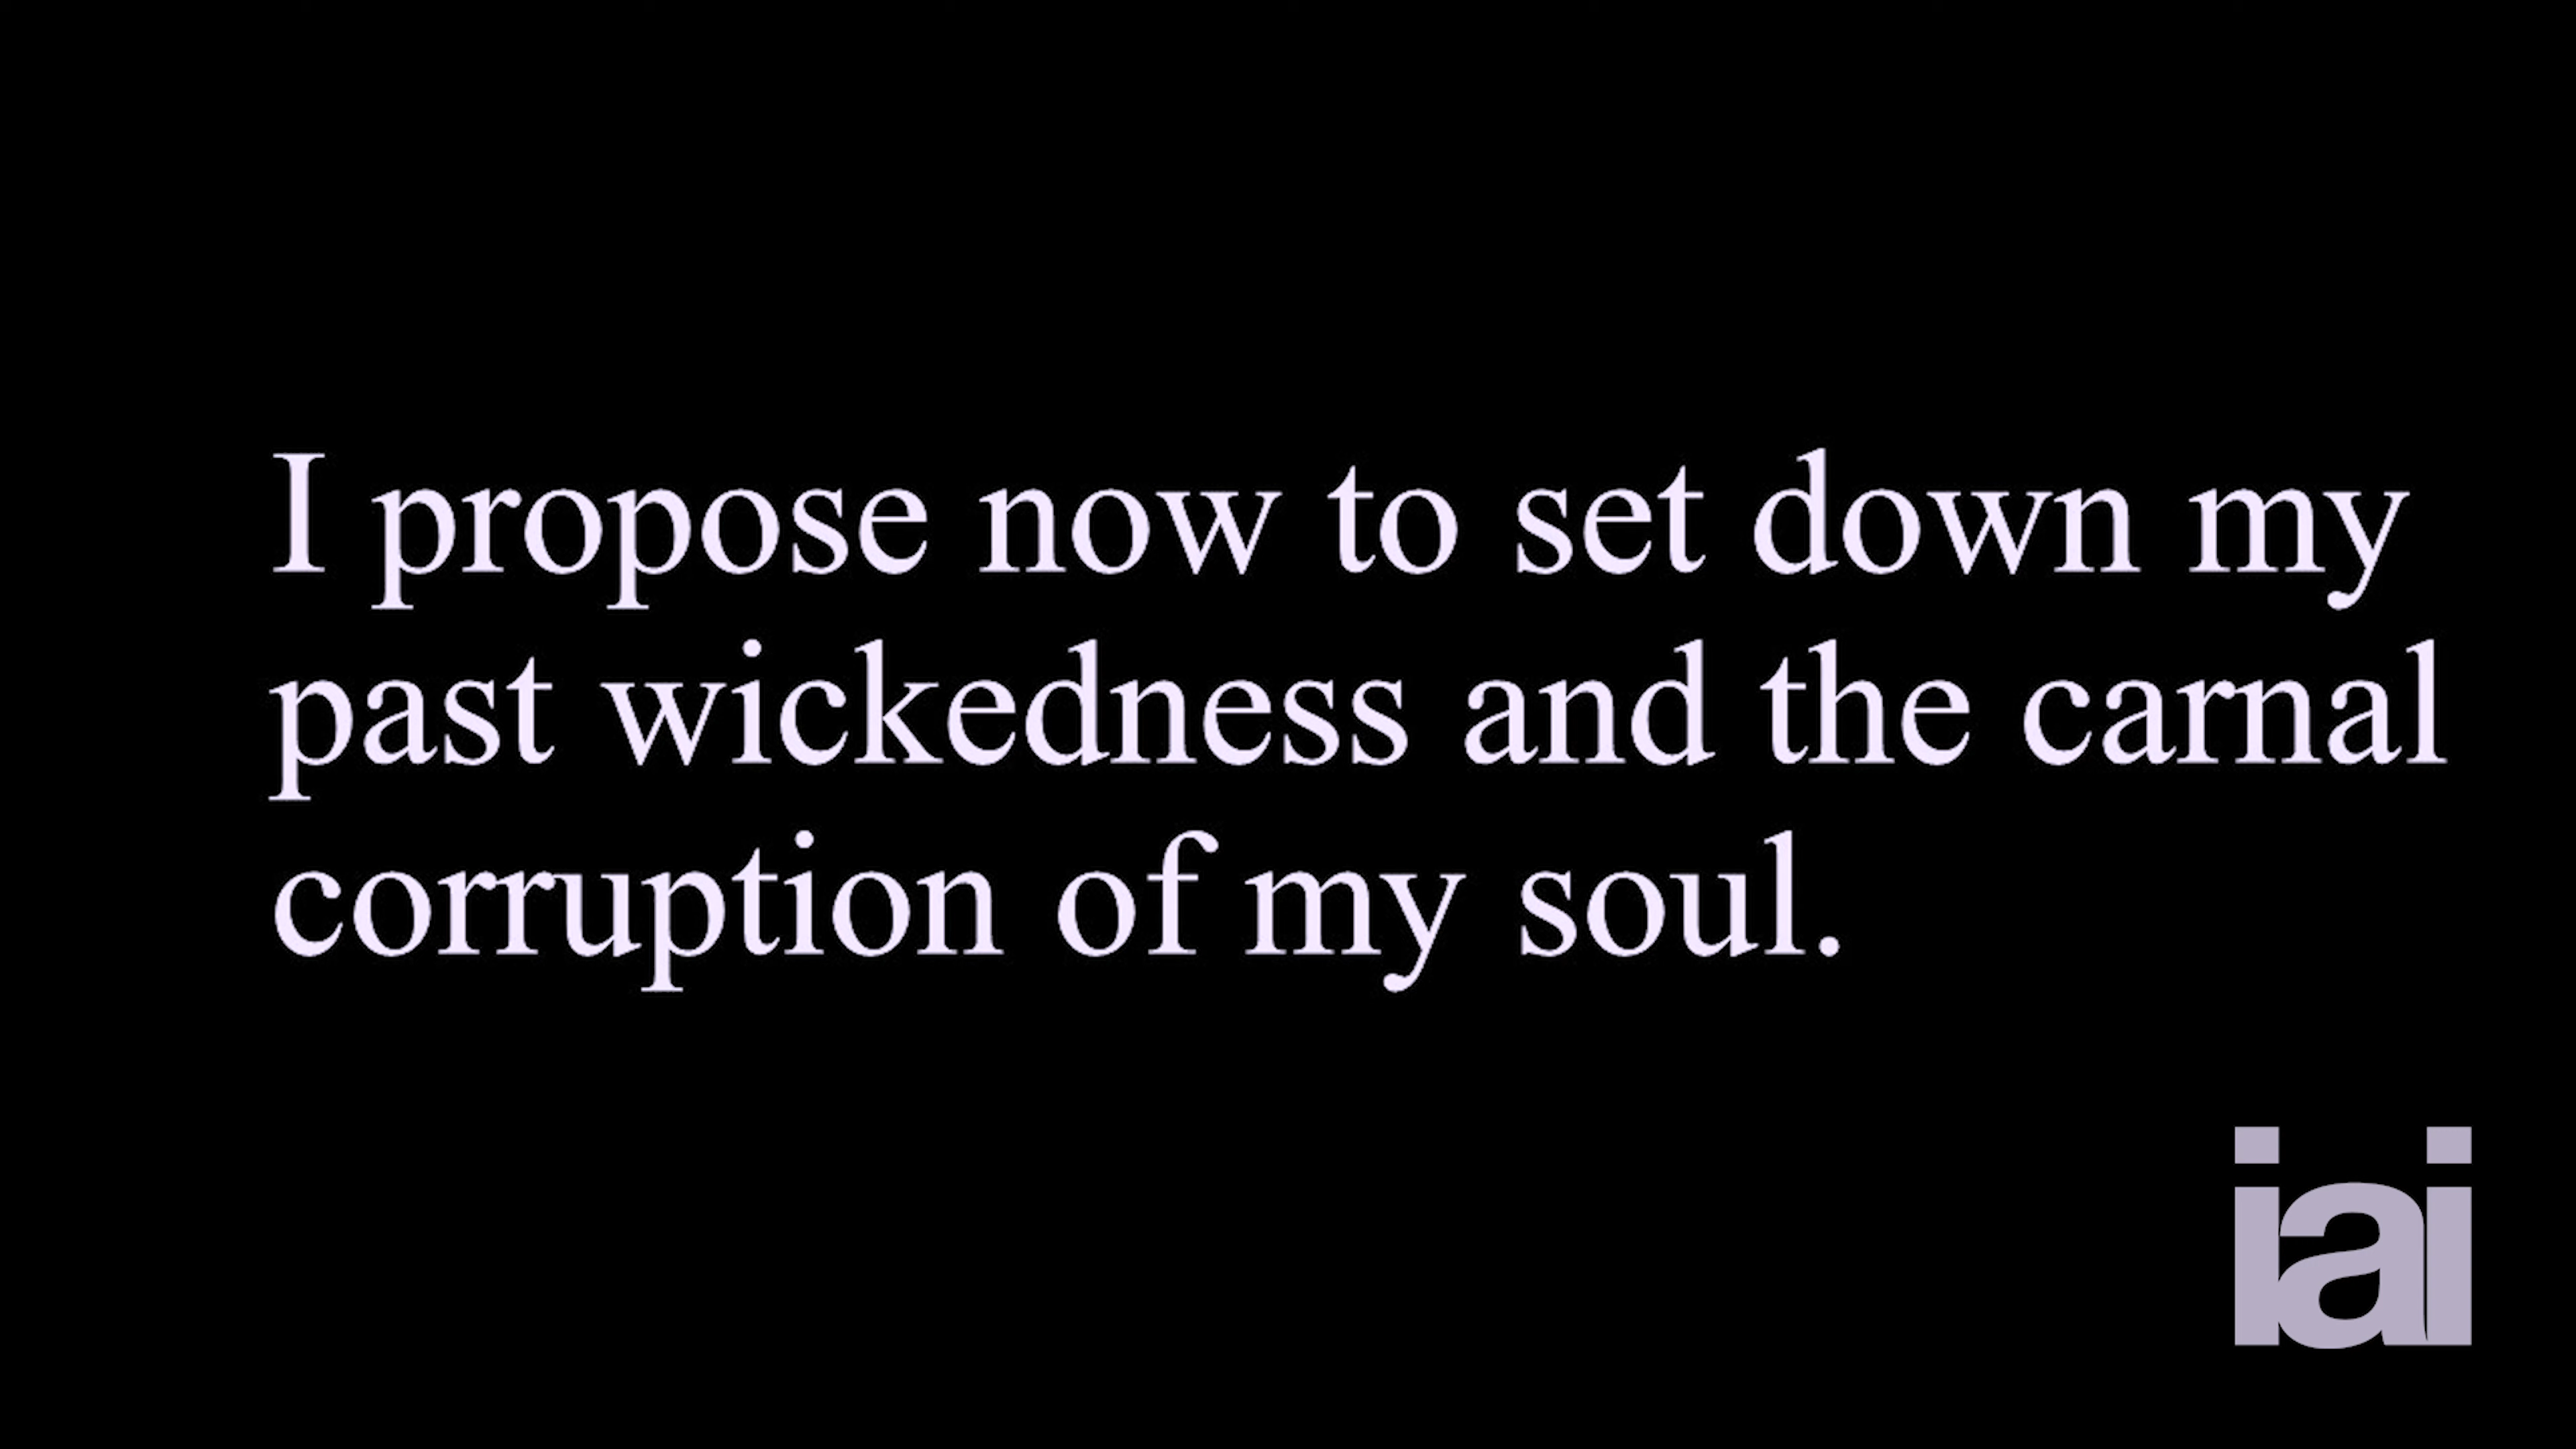 I propose now to set down my
past wickedness and the carnal
corruption of my soul.
iai